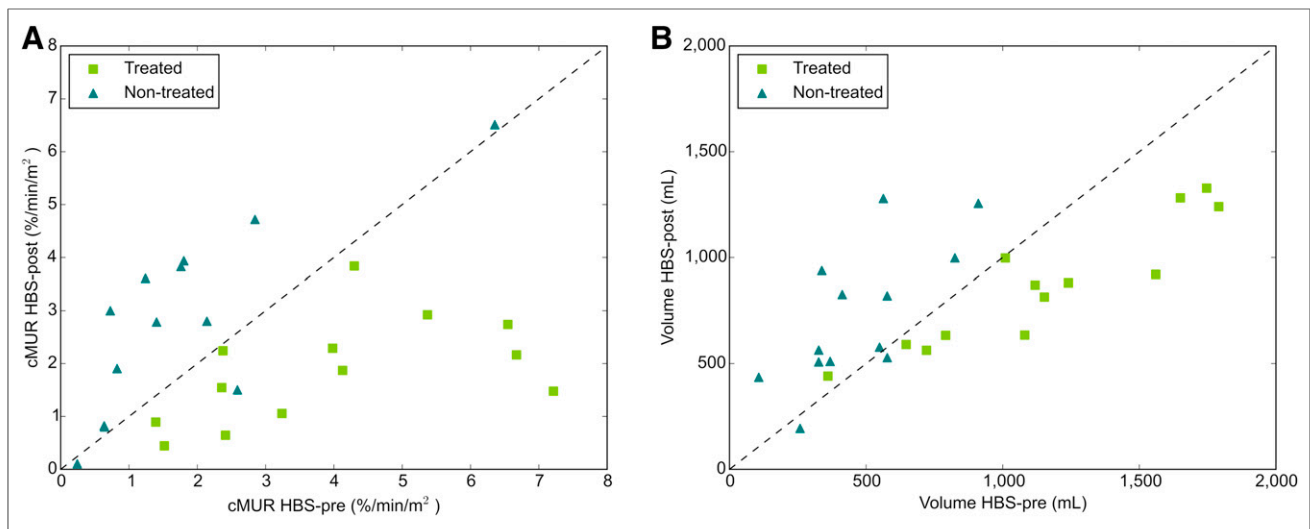 A
B
8
7
6
5
4
3
2
1
0
cMUR HBS-post (%/min/m²)
Treated
Non-treated
0 1 2 3 4 5 6 7 8
cMUR HBS-pre (%/min/m²)
2,000
1,500
1,000
500
0
Volume HBS-post (mL)
Treated
Non-treated
0 500 1,000 1,500 2,000
Volume HBS-pre (mL)